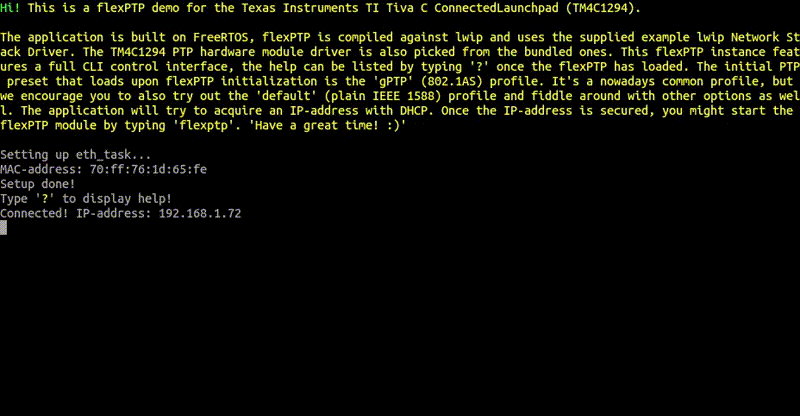 Hi! This is a flexPTP demo for the Texas Instruments TI Tiva C ConnectedLaunchpad (TM4C1294).
The application is built on FreeRTOS, flexPTP is compiled against lwip and uses the supplied example lwip Network St
ack Driver. The TM4C1294 PTP hardware module driver is also picked from the bundled ones. This flexPTP instance feat
ures a full CLI control interface, the help can be listed by typing '?' once the flexPTP has loaded. The initial PTP
 preset that loads upon flexPTP initialization is the 'gPTP' (802.1AS) profile. It's a nowadays common profile, but
we encourage you to also try out the 'default' (plain IEEE 1588) profile and fiddle around with other options as wel
l. The application will try to acquire an IP-address with DHCP. Once the IP-address is secured, you might start the
flexPTP module by typing 'flexptp'. 'Have a great time! :)'
Setting up eth_task...
MAC-address: 70:ff:76:1d:65:fe
Setup done!
Type '?' to display help!
Connected! IP-address: 192.168.1.72